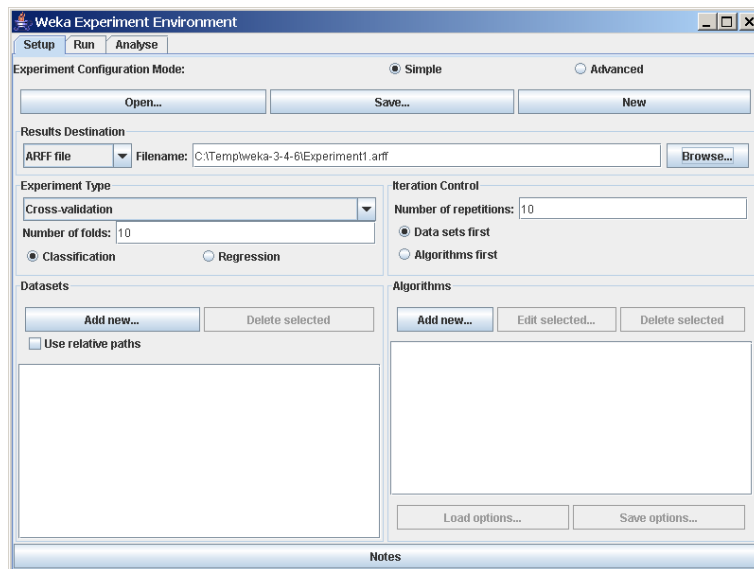 Weka Experiment Environment
Setup Run Analyse
Experiment Configuration Mode: Simple Advanced
Open... Save... New
Results Destination
ARFF file Filename: C:\Temp\weka-3-4-6\Experiment1.arff Browse...
Experiment Type
Cross-validation
Number of folds: 10
Classification Regression
Iteration Control
Number of repetitions: 10
Data sets first
Algorithms first
Datasets
Add new... Delete selected
Use relative paths
Algorithms
Add new... Edit selected... Delete selected
Load options... Save options...
Notes